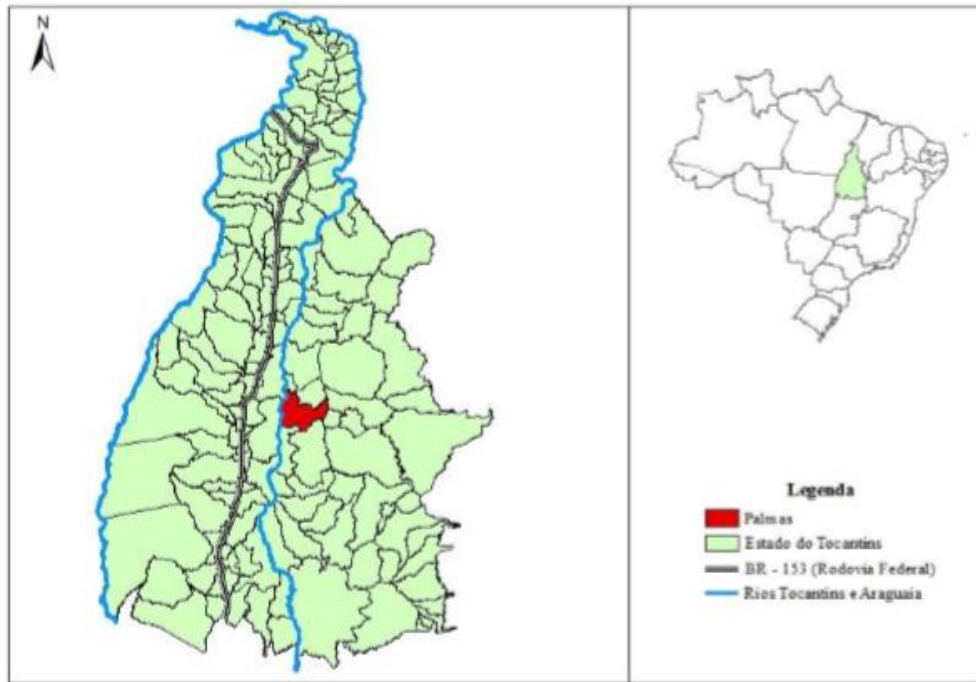 N
Legenda
Palmas
Estado do Tocantins
BR - 153 (Rodovia Federal)
Rios Tocantins e Araguaia